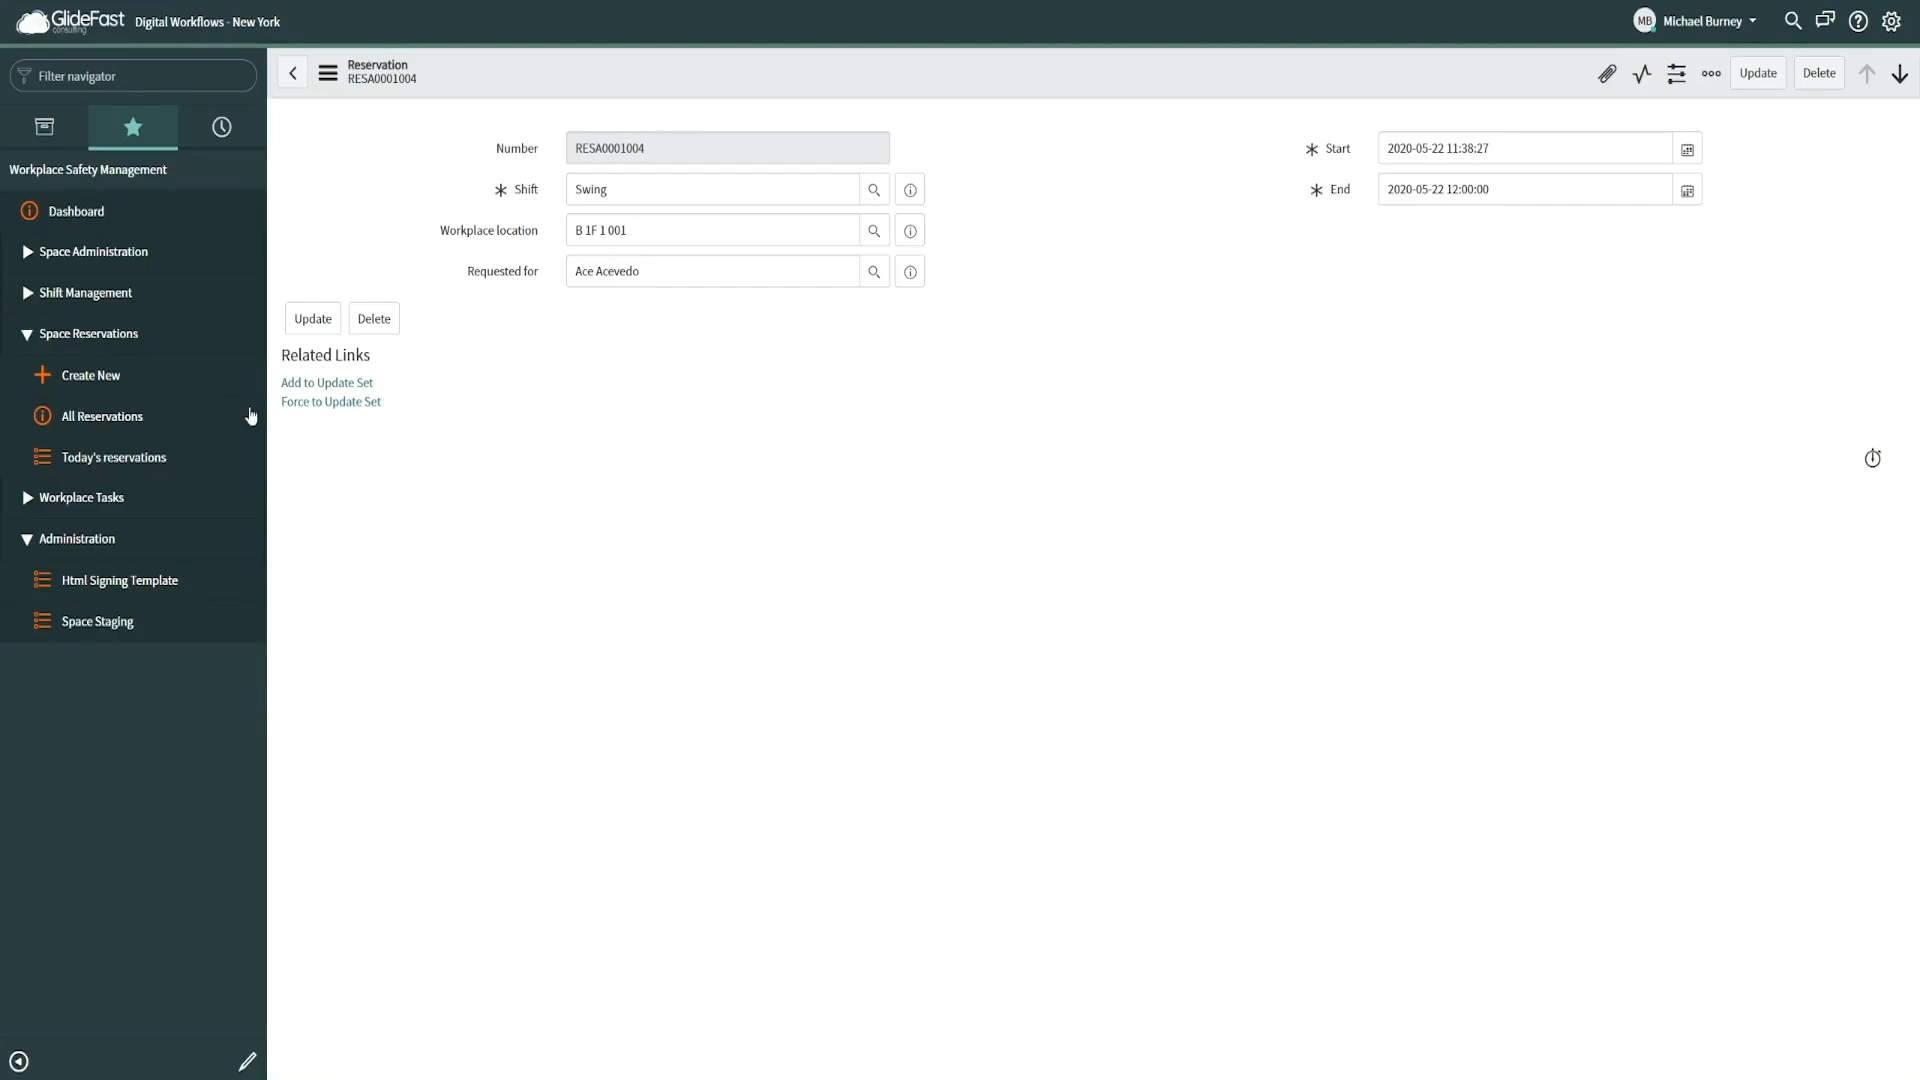 GlideFast
consulting
Digital Workflows - New York
MB
Michael Burney
Filter navigator
Reservation
RESA0001004
Update
Delete
Workplace Safety Management
Dashboard
Space Administration
Shift Management
Space Reservations
Create New
All Reservations
Today's reservations
Workplace Tasks
Administration
Html Signing Template
Space Staging
Number
RESA0001004
Shift
Swing
Workplace location
B 1F 1 001
Requested for
Ace Acevedo
Start
2020-05-22 11:38:27
End
2020-05-22 12:00:00
Update
Delete
Related Links
Add to Update Set
Force to Update Set